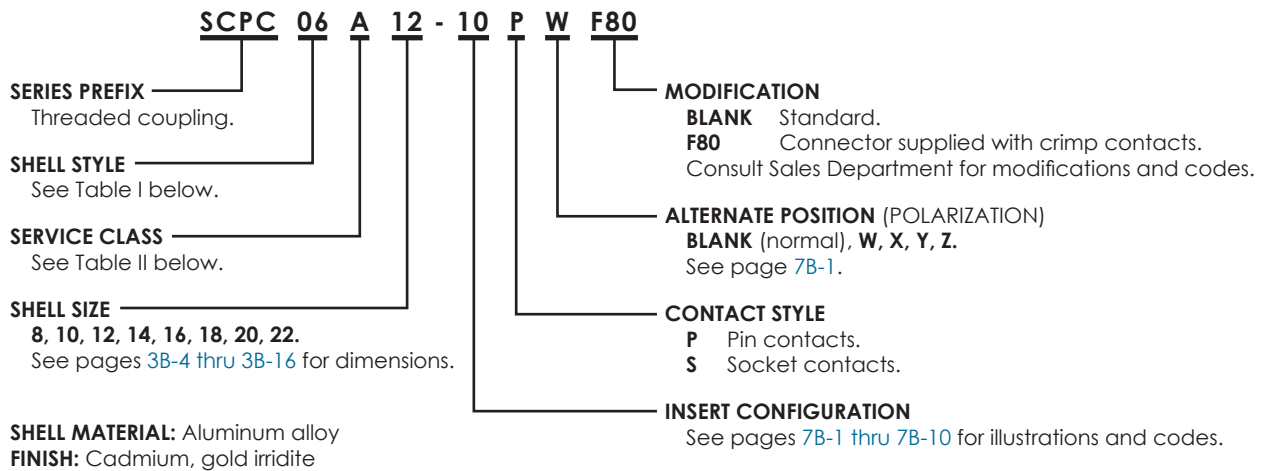 SCPC 06 A 12 - 10 P W F80
SERIES PREFIX
Threaded coupling.
SHELL STYLE
See Table I below.
SERVICE CLASS
See Table II below.
SHELL SIZE
8, 10, 12, 14, 16, 18, 20, 22.
See pages 3B-4 thru 3B-16 for dimensions.
SHELL MATERIAL: Aluminum alloy
FINISH: Cadmium, gold irridite
MODIFICATION
BLANK Standard.
F80 Connector supplied with crimp contacts.
Consult Sales Department for modifications and codes.
ALTERNATE POSITION (POLARIZATION)
BLANK (normal), W, X, Y, Z.
See page 7B-1.
CONTACT STYLE
P Pin contacts.
S Socket contacts.
INSERT CONFIGURATION
See pages 7B-1 thru 7B-10 for illustrations and codes.